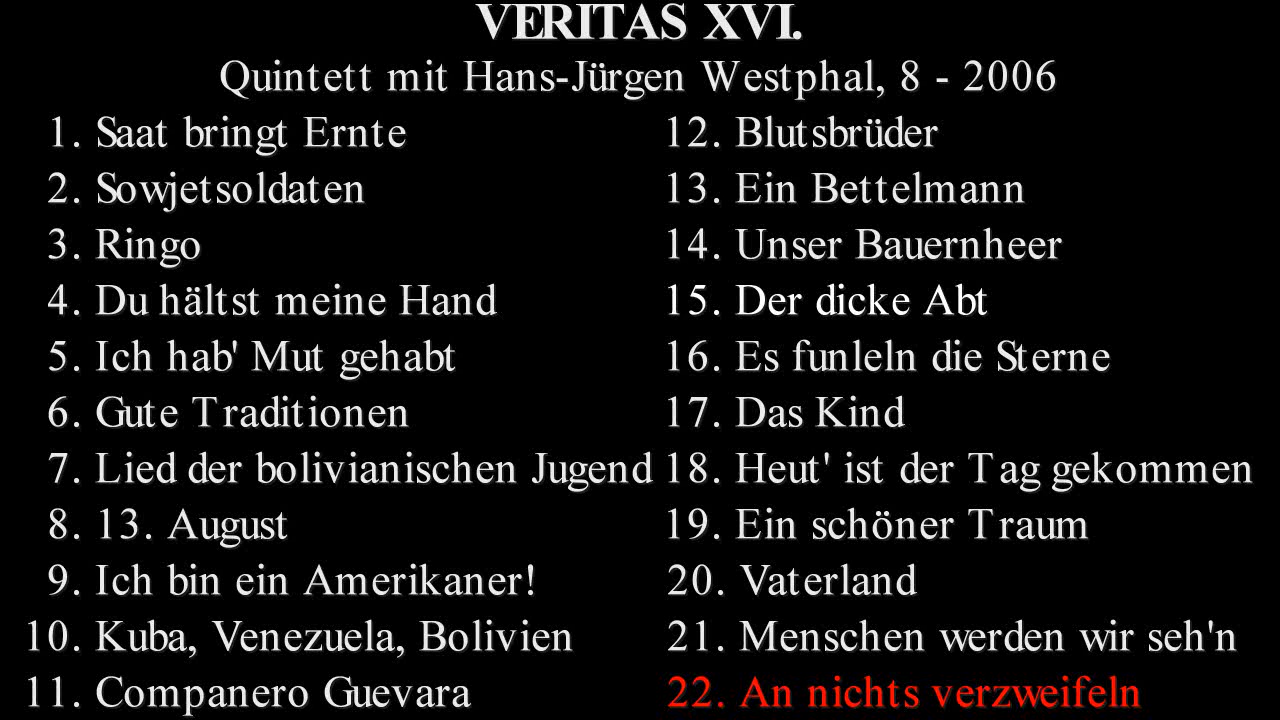 VERITAS XVI.
Quintett mit Hans-Jürgen Westphal, 8 - 2006
1. Saat bringt Ernte
2. Sowjetsoldaten
3. Ringo
4. Du hältst meine Hand
5. Ich hab' Mut gehabt
6. Gute Traditionen
7. Lied der bolivianischen Jugend
8. 13. August
9. Ich bin ein Amerikaner!
10. Kuba, Venezuela, Bolivien
11. Companero Guevara
12. Blutsbrüder
13. Ein Bettelmann
14. Unser Bauernheer
15. Der dicke Abt
16. Es funleln die Sterne
17. Das Kind
18. Heut' ist der Tag gekommen
19. Ein schöner Traum
20. Vaterland
21. Menschen werden wir seh'n
22. An nichts verzweifeln